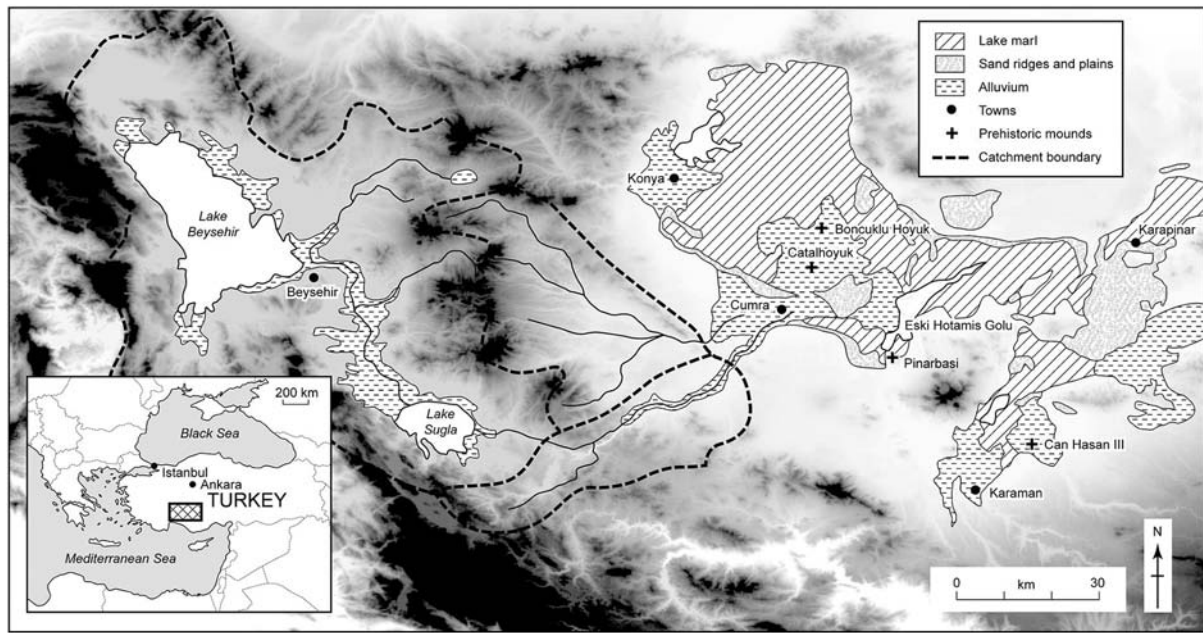 Lake marl
Sand ridges and plains
Alluvium
Towns
Prehistoric mounds
Catchment boundary
Konya
Lake
Beysehir
Boncuklu Hoyuk
Karapinar
Catalhoyuk
Beysehir
Cumra
Eski Hotamis Golu
Pinarbasi
Lake
Sugla
Can Hasan III
Karaman
200 km
Black Sea
Istanbul
Ankara
TURKEY
Mediterranean Sea
N
0 30
km